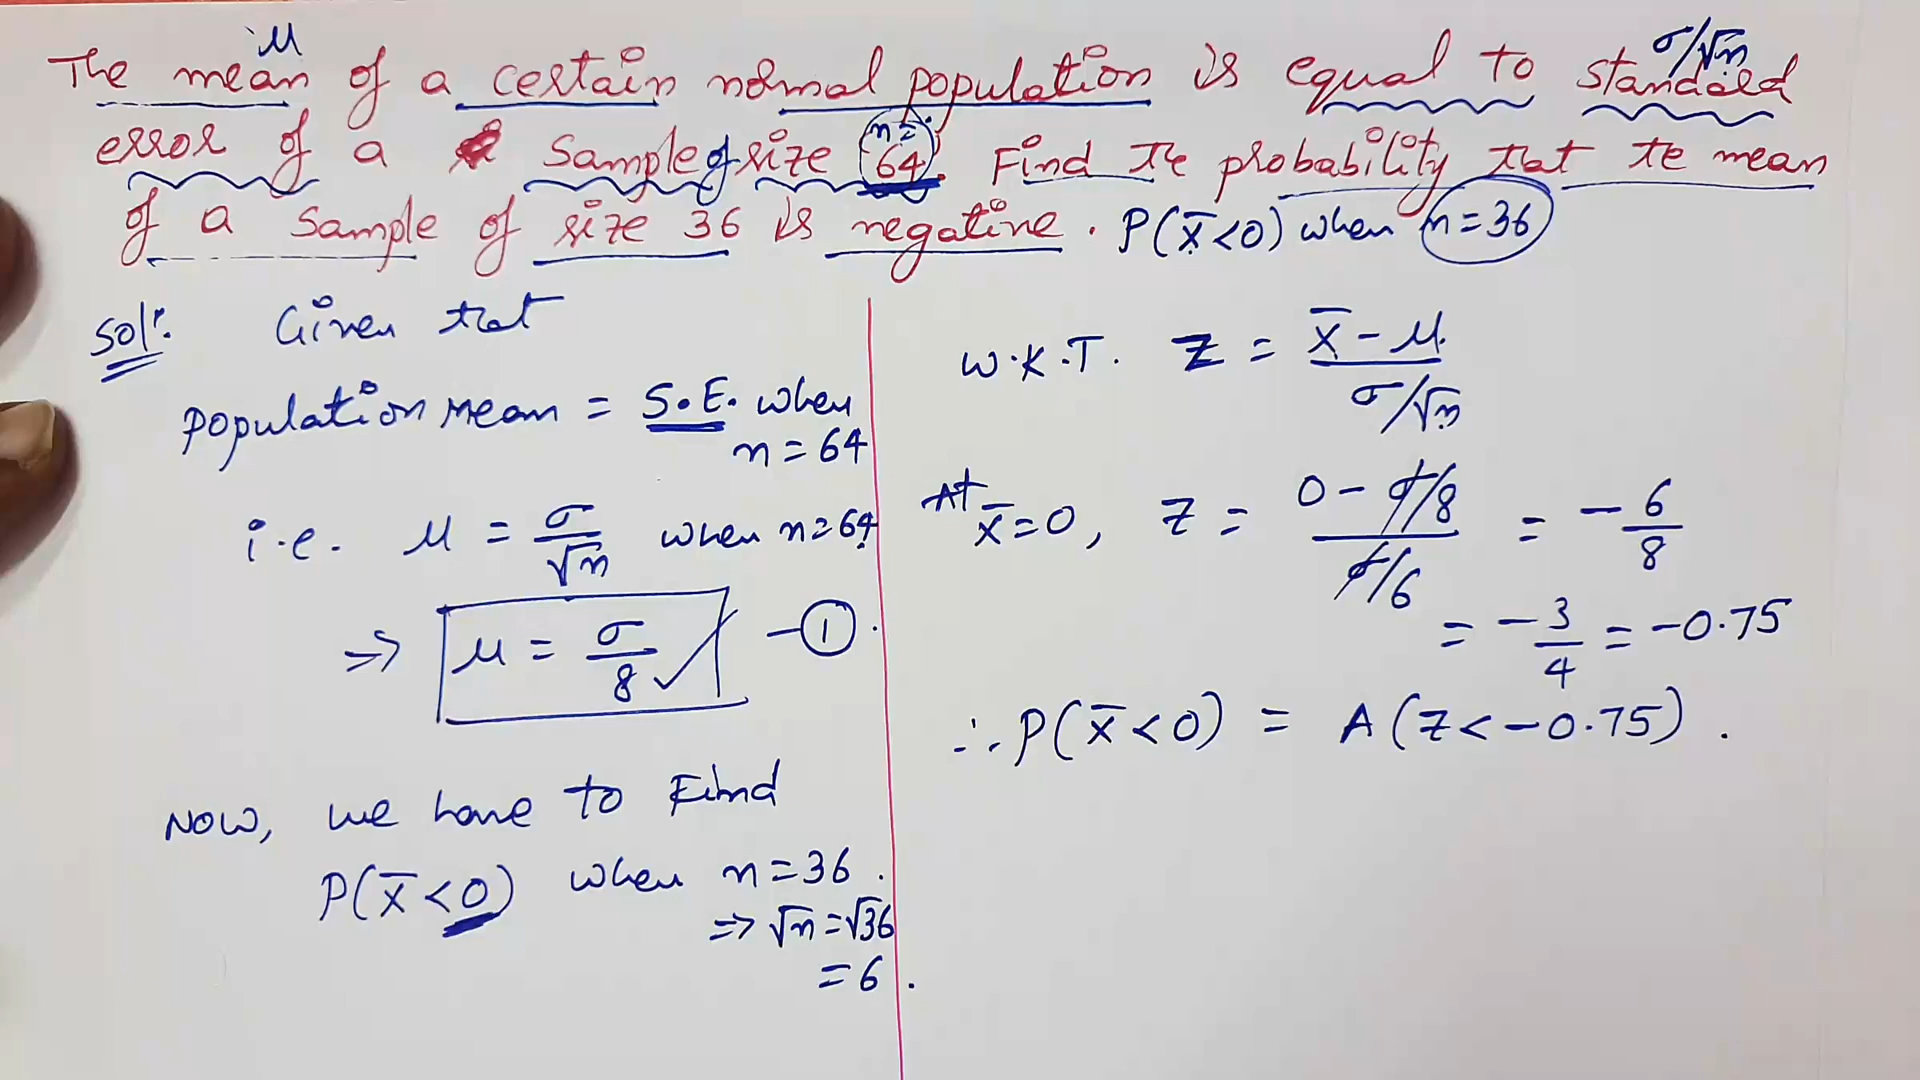 μ
σ/√n
The mean of a certain normal population is equal to standard
error of a sample of size 64. Find the probability that the mean
n=
of a sample of size 36 is negative. P(x̄<0) when n=36
Sol: Given that
Population Mean = S.E. when
n=64
i.e. μ = σ/√n when n=64
⇒ μ = σ/8 —①.
Now, we have to Find
P(x̄<0) when n=36.
⇒ √n=√36
=6.
W.K.T. Z = (x̄-μ)/(σ/√n)
At x̄=0, Z = (0-σ/8)/(σ/6) = -6/8
= -3/4 = -0.75
∴ P(x̄<0) = A(Z<-0.75).